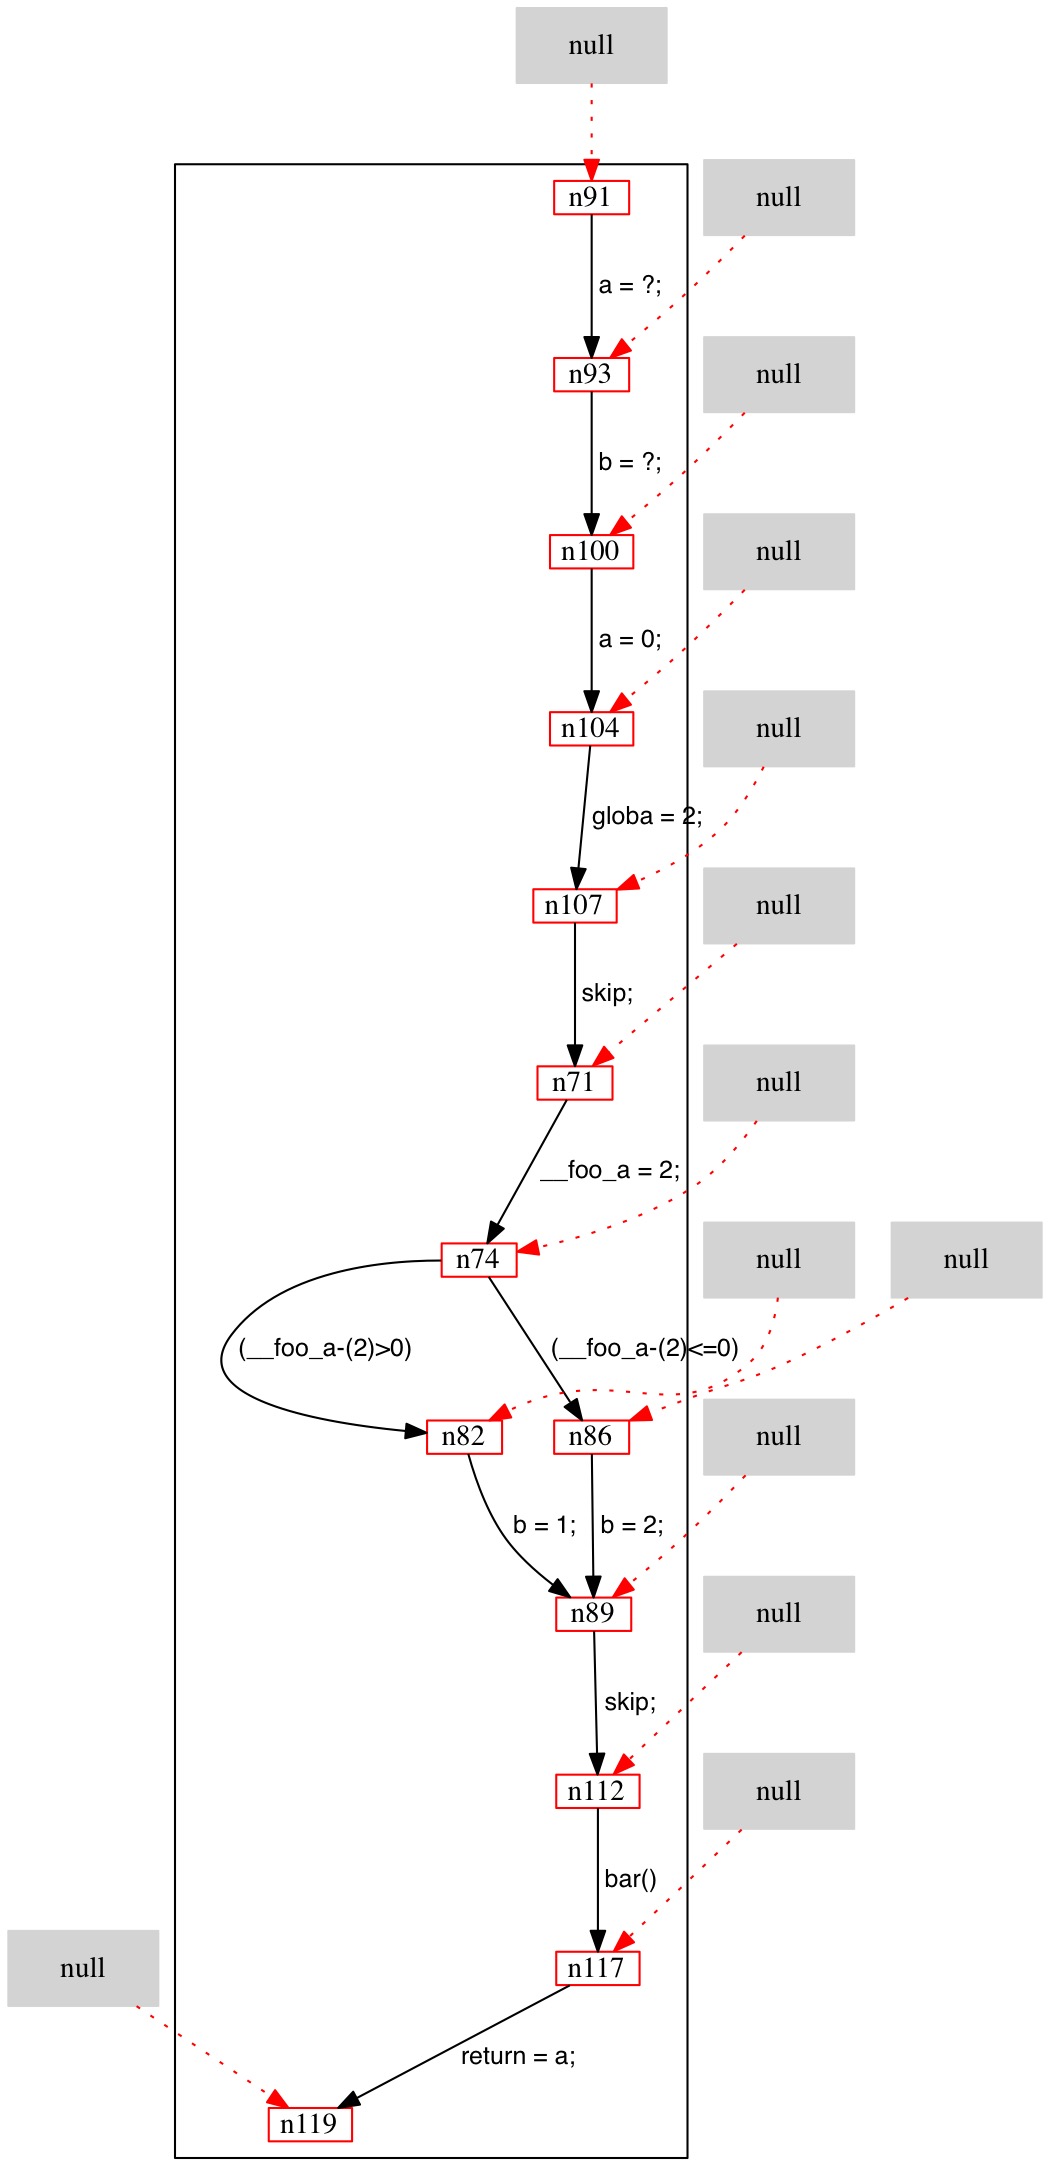 null
n91
null
a = ?;
n93
null
b = ?;
n100
null
a = 0;
n104
null
globa = 2;
n107
null
skip;
n71
null
__foo_a = 2;
n74
null
null
(__foo_a-(2)>0)
(__foo_a-(2)<=0)
n82
n86
null
b = 1;
b = 2;
n89
null
skip;
n112
null
bar()
n117
null
return = a;
n119